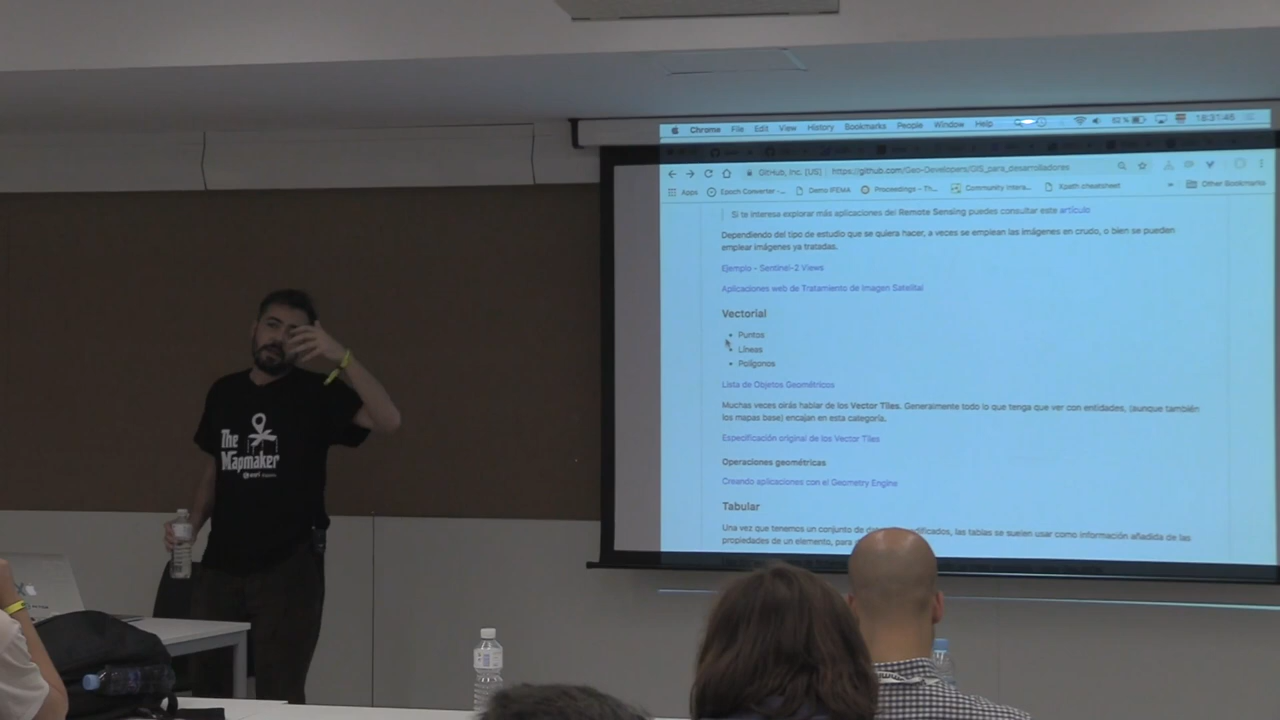 Chrome File Edit View History Bookmarks People Window Help
GitHub, Inc. [US] https://github.com/Geo-Developers/GIS_para_desarrolladores
Apps Epoch Converter -... Demo IFEMA Proceedings - Th... Community Intera... Xpath cheatsheet » Other Bookmarks
Si te interesa explorar más aplicaciones del Remote Sensing puedes consultar este artículo
Dependiendo del tipo de estudio que se quiera hacer, a veces se emplean las imágenes en crudo, o bien se pueden
emplear imágenes ya tratadas.
Ejemplo - Sentinel-2 Views
Aplicaciones web de Tratamiento de Imagen Satelital
Vectorial
Puntos
Líneas
Polígonos
Lista de Objetos Geométricos
Muchas veces oirás hablar de los Vector Tiles. Generalmente todo lo que tenga que ver con entidades, (aunque también
los mapas base) encajan en esta categoría.
Especificación original de los Vector Tiles
Operaciones geométricas
Creando aplicaciones con el Geometry Engine
Tabular
Una vez que tenemos un conjunto de las tablas se suelen usar como información añadida de las
propiedades de un elemento, para
The
Mapmaker
esri